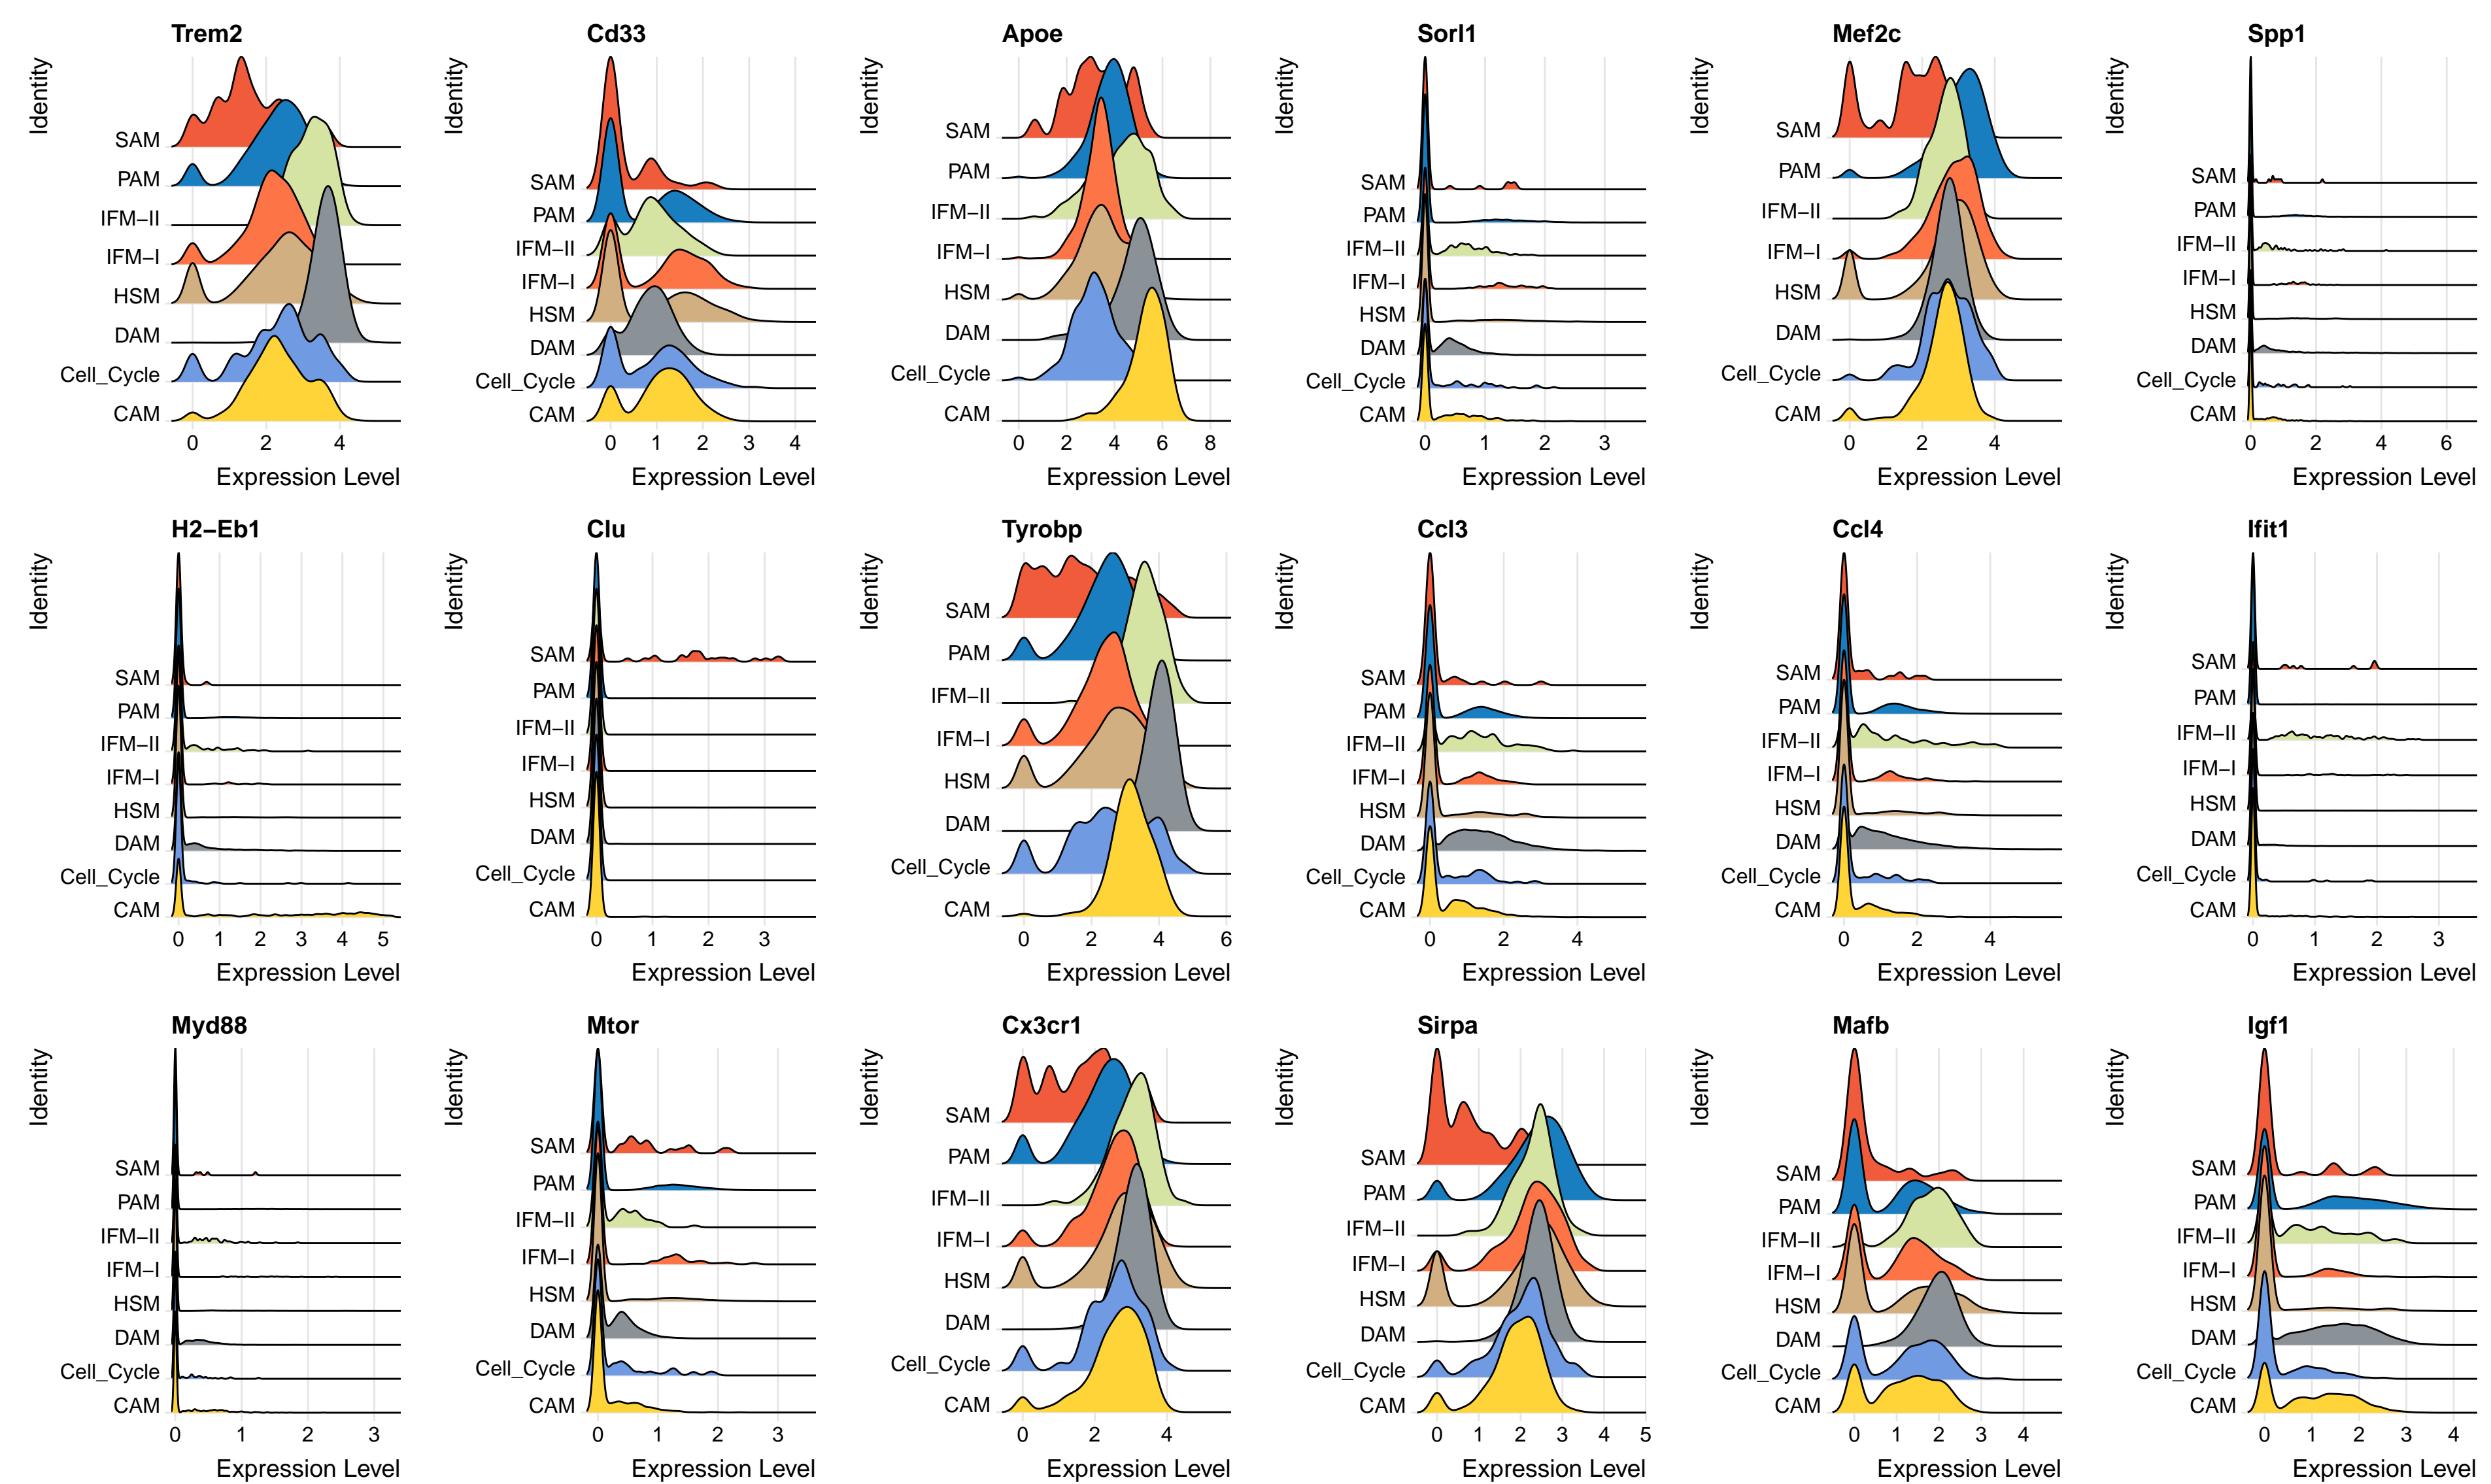 Trem2
Identity
SAM
PAM
IFM−II
IFM−I
HSM
DAM
Cell_Cycle
CAM
0 2 4
Expression Level
Cd33
Identity
SAM
PAM
IFM−II
IFM−I
HSM
DAM
Cell_Cycle
CAM
0 1 2 3 4
Expression Level
Apoe
Identity
SAM
PAM
IFM−II
IFM−I
HSM
DAM
Cell_Cycle
CAM
0 2 4 6 8
Expression Level
Sorl1
Identity
SAM
PAM
IFM−II
IFM−I
HSM
DAM
Cell_Cycle
CAM
0 1 2 3
Expression Level
Mef2c
Identity
SAM
PAM
IFM−II
IFM−I
HSM
DAM
Cell_Cycle
CAM
0 2 4
Expression Level
Spp1
Identity
SAM
PAM
IFM−II
IFM−I
HSM
DAM
Cell_Cycle
CAM
0 2 4 6
Expression Level
H2−Eb1
Identity
SAM
PAM
IFM−II
IFM−I
HSM
DAM
Cell_Cycle
CAM
0 1 2 3 4 5
Expression Level
Clu
Identity
SAM
PAM
IFM−II
IFM−I
HSM
DAM
Cell_Cycle
CAM
0 1 2 3
Expression Level
Tyrobp
Identity
SAM
PAM
IFM−II
IFM−I
HSM
DAM
Cell_Cycle
CAM
0 2 4 6
Expression Level
Ccl3
Identity
SAM
PAM
IFM−II
IFM−I
HSM
DAM
Cell_Cycle
CAM
0 2 4
Expression Level
Ccl4
Identity
SAM
PAM
IFM−II
IFM−I
HSM
DAM
Cell_Cycle
CAM
0 2 4
Expression Level
Ifit1
Identity
SAM
PAM
IFM−II
IFM−I
HSM
DAM
Cell_Cycle
CAM
0 1 2 3
Expression Level
Myd88
Identity
SAM
PAM
IFM−II
IFM−I
HSM
DAM
Cell_Cycle
CAM
0 1 2 3
Expression Level
Mtor
Identity
SAM
PAM
IFM−II
IFM−I
HSM
DAM
Cell_Cycle
CAM
0 1 2 3
Expression Level
Cx3cr1
Identity
SAM
PAM
IFM−II
IFM−I
HSM
DAM
Cell_Cycle
CAM
0 2 4
Expression Level
Sirpa
Identity
SAM
PAM
IFM−II
IFM−I
HSM
DAM
Cell_Cycle
CAM
0 1 2 3 4 5
Expression Level
Mafb
Identity
SAM
PAM
IFM−II
IFM−I
HSM
DAM
Cell_Cycle
CAM
0 1 2 3 4
Expression Level
Igf1
Identity
SAM
PAM
IFM−II
IFM−I
HSM
DAM
Cell_Cycle
CAM
0 1 2 3 4
Expression Level